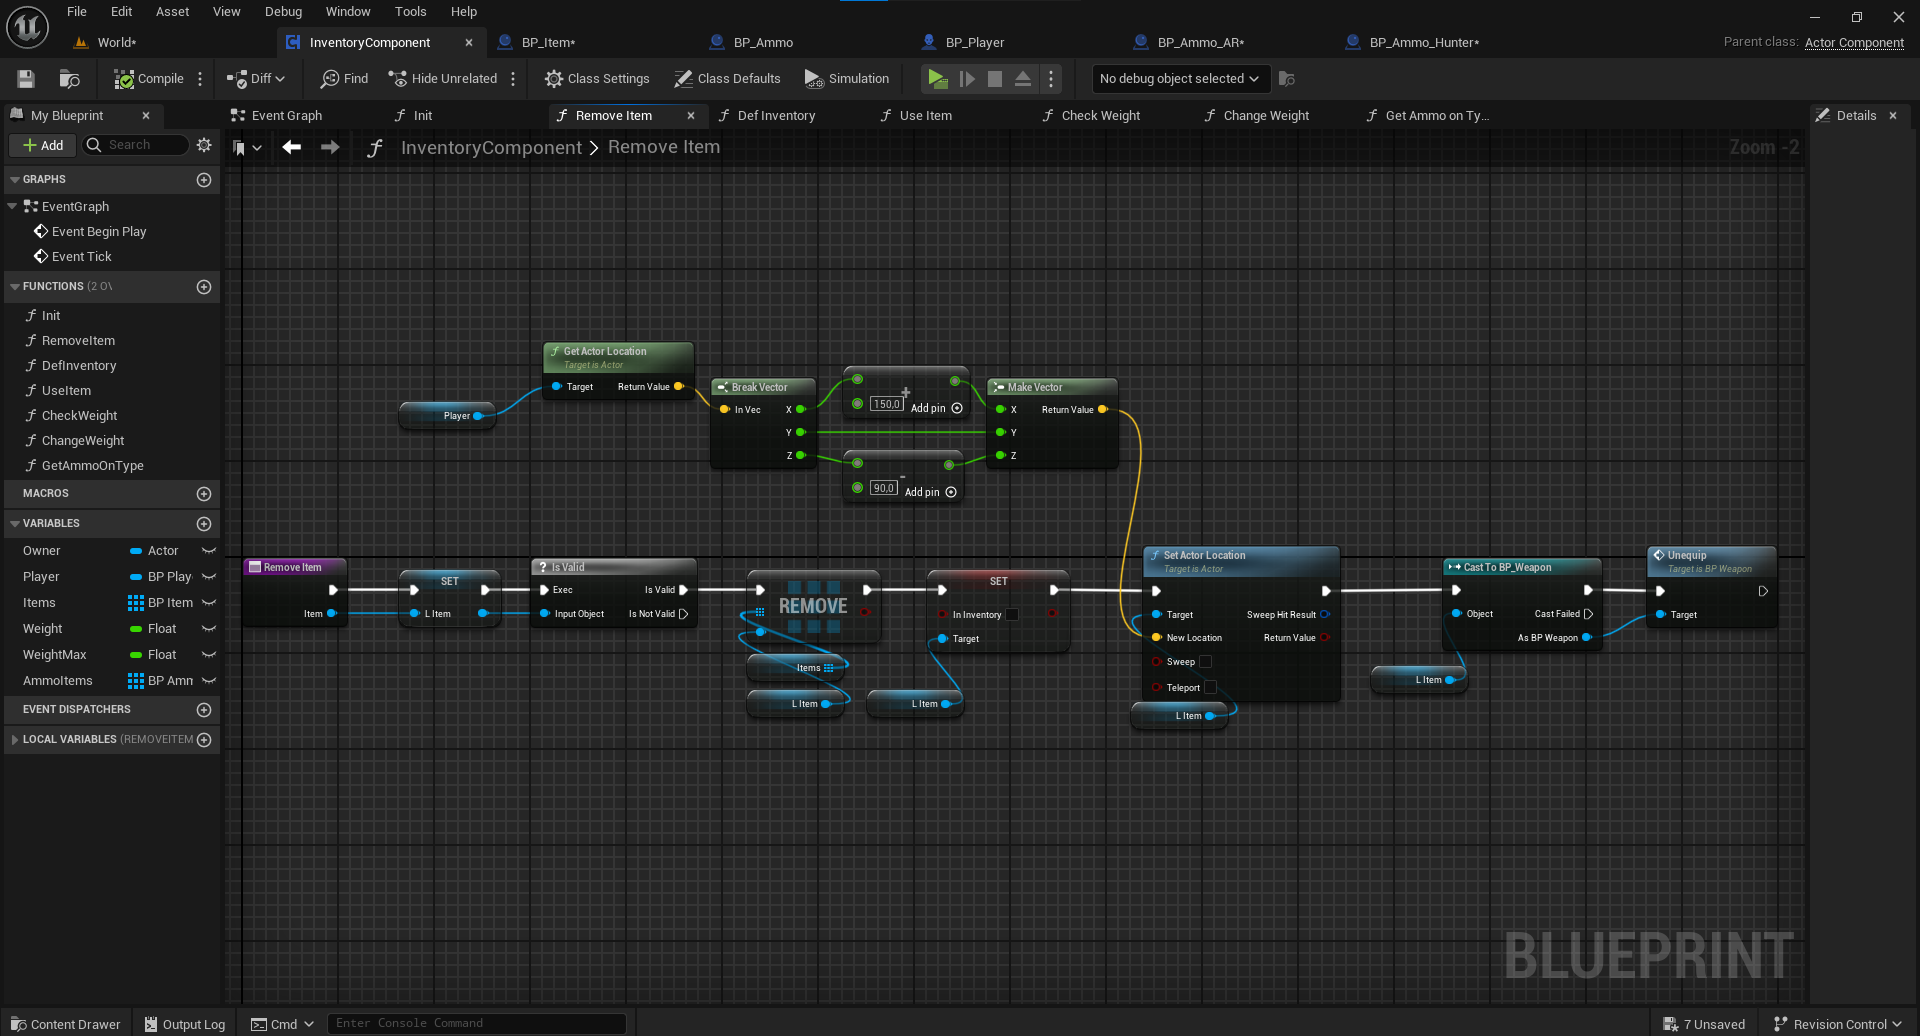 File Edit Asset View Debug Window Tools Help
World* InventoryComponent BP_Item* BP_Ammo BP_Player BP_Ammo_AR* BP_Ammo_Hunter* Parent class: Actor Component
Compile Diff Find Hide Unrelated Class Settings Class Defaults Simulation No debug object selected
My Blueprint Event Graph Init Remove Item Def Inventory Use Item Check Weight Change Weight Get Ammo on Ty... Details
Add Search InventoryComponent > Remove Item Zoom -2
GRAPHS
EventGraph
Event Begin Play
Event Tick
FUNCTIONS (2 O\
Init
RemoveItem
DefInventory
UseItem
CheckWeight
ChangeWeight
GetAmmoOnType
MACROS
VARIABLES
Owner Actor
Player BP Play
Items BP Item
Weight Float
WeightMax Float
AmmoItems BP Amm
EVENT DISPATCHERS
LOCAL VARIABLES (REMOVEITEM
Get Actor Location
Target is Actor
Target Return Value
Player
Break Vector
In Vec X
Y
Z
+
150,0 Add pin
-
90,0 Add pin
Make Vector
X Return Value
Y
Z
Remove Item
Item
SET
L Item
? Is Valid
Exec Is Valid
Input Object Is Not Valid
REMOVE
Items
L Item
SET
In Inventory
Target
L Item
Set Actor Location
Target is Actor
Target Sweep Hit Result
New Location Return Value
Sweep
Teleport
L Item
Cast To BP_Weapon
Object Cast Failed
As BP Weapon
L Item
Unequip
Target is BP Weapon
Target
BLUEPRINT
Content Drawer Output Log Cmd Enter Console Command 7 Unsaved Revision Control